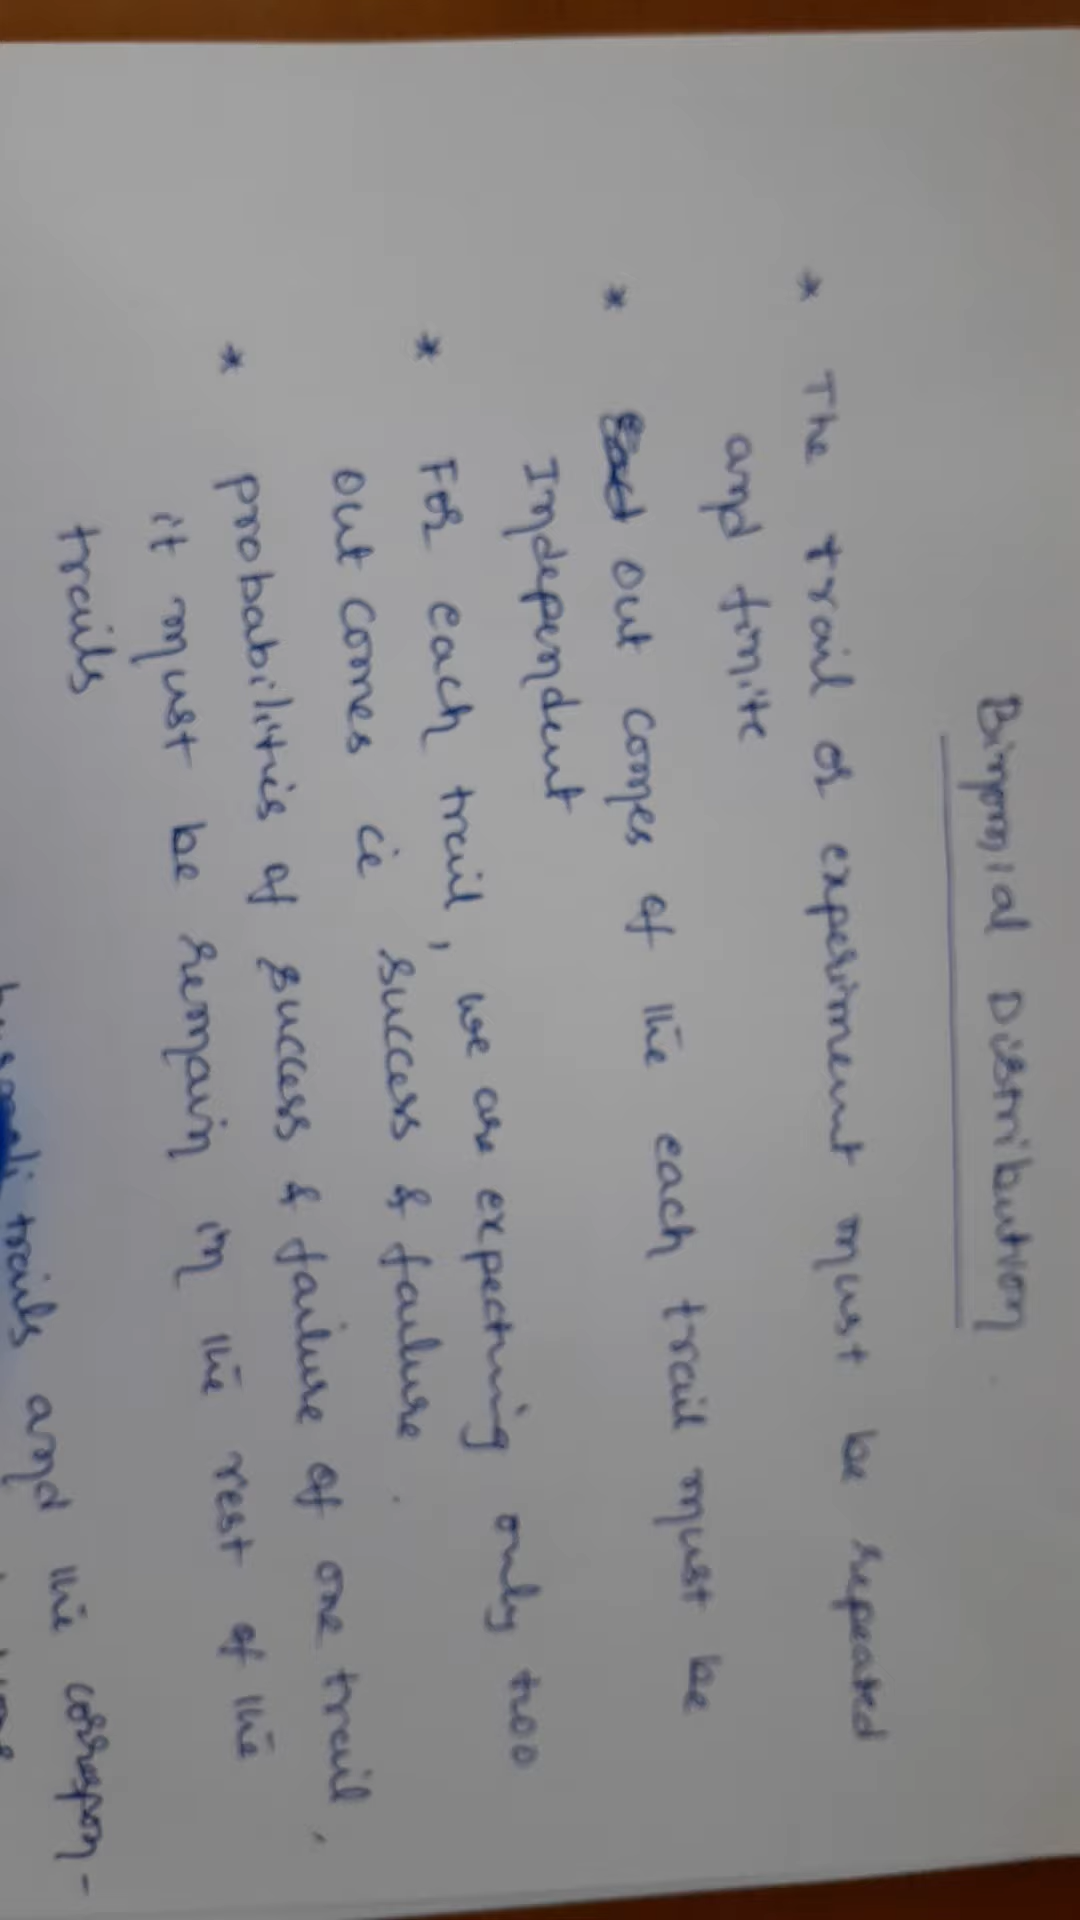 Binomial Distribution
* The trail or experiment must be repeated
and finite
* out comes of the each trail must be
Independent
* For each trail, we are expecting only two
out comes ie success & failure.
* probabilities of success & failure of one trail,
it must be remain in the rest of the
trails
trails and the correspon-